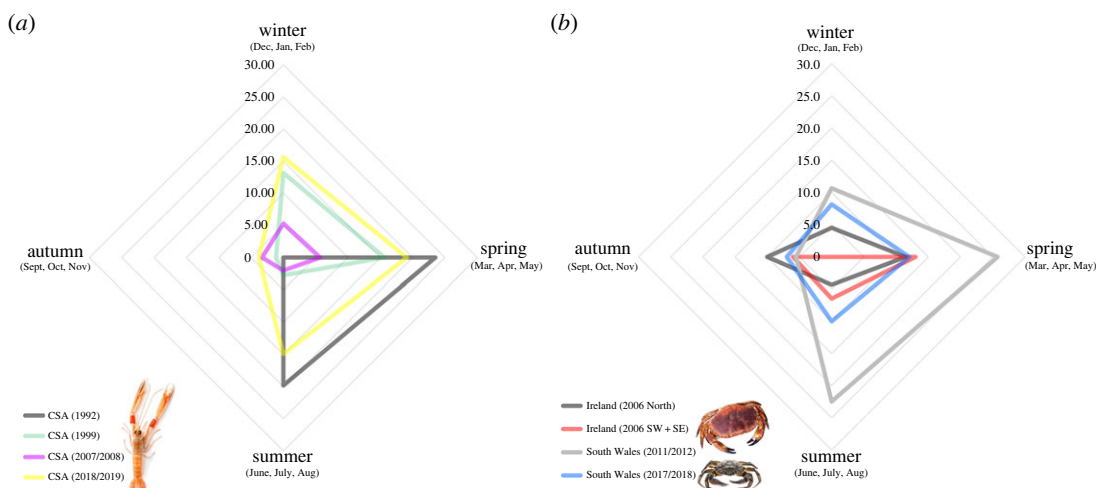 (a)
winter
(Dec, Jan, Feb)
30.00
25.00
20.00
15.00
10.00
5.00
0
autumn
(Sept, Oct, Nov)
spring
(Mar, Apr, May)
CSA (1992)
CSA (1999)
CSA (2007/2008)
CSA (2018/2019)
summer
(June, July, Aug)
(b)
winter
(Dec, Jan, Feb)
30.0
25.0
20.0
15.0
10.0
5.0
0
autumn
(Sept, Oct, Nov)
spring
(Mar, Apr, May)
Ireland (2006 North)
Ireland (2006 SW + SE)
South Wales (2011/2012)
South Wales (2017/2018)
summer
(June, July, Aug)